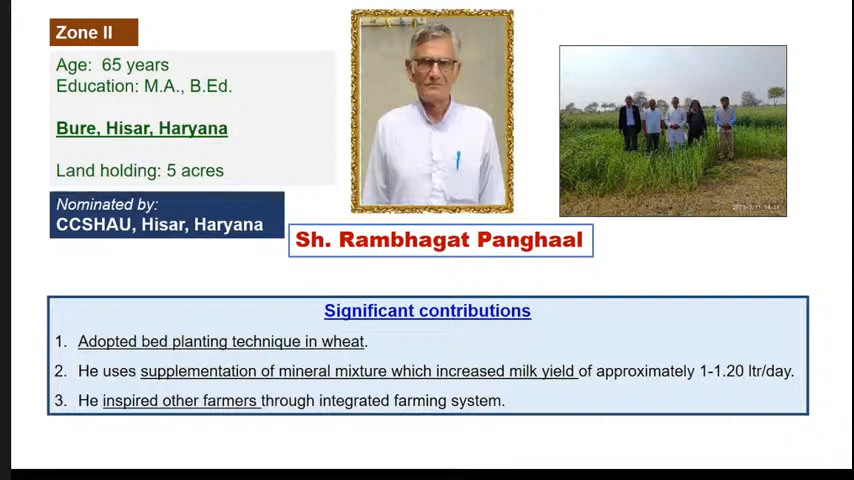 Zone II
Age: 65 years
Education: M.A., B.Ed.
Bure, Hisar, Haryana
Land holding: 5 acres
Nominated by:
CCSHAU, Hisar, Haryana
Sh. Rambhagat Panghaal
Significant contributions
1. Adopted bed planting technique in wheat.
2. He uses supplementation of mineral mixture which increased milk yield of approximately 1-1.20 ltr/day.
3. He inspired other farmers through integrated farming system.